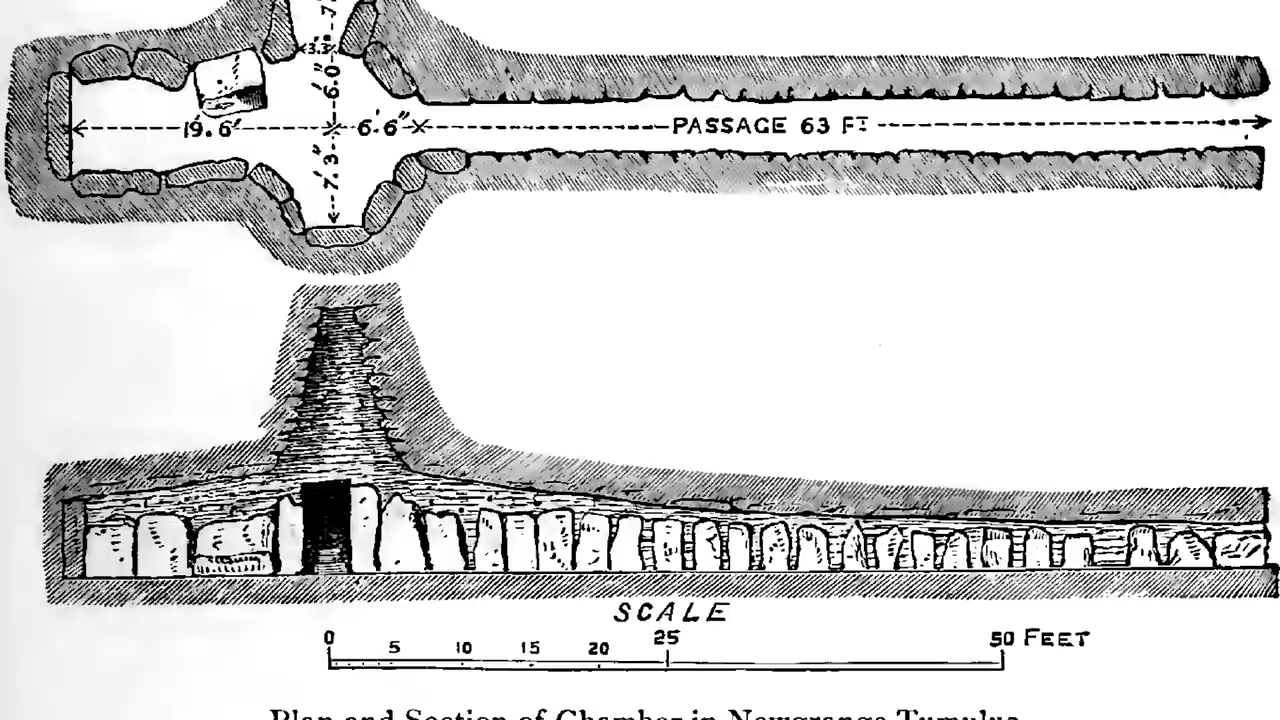 7
3.3
6.0"
19.6' 6'.6" PASSAGE 63 FT
7'.3"
SCALE
0 5 10 15 20 25 50 FEET
Plan and Section of Chamber in Newgrange Tumulus